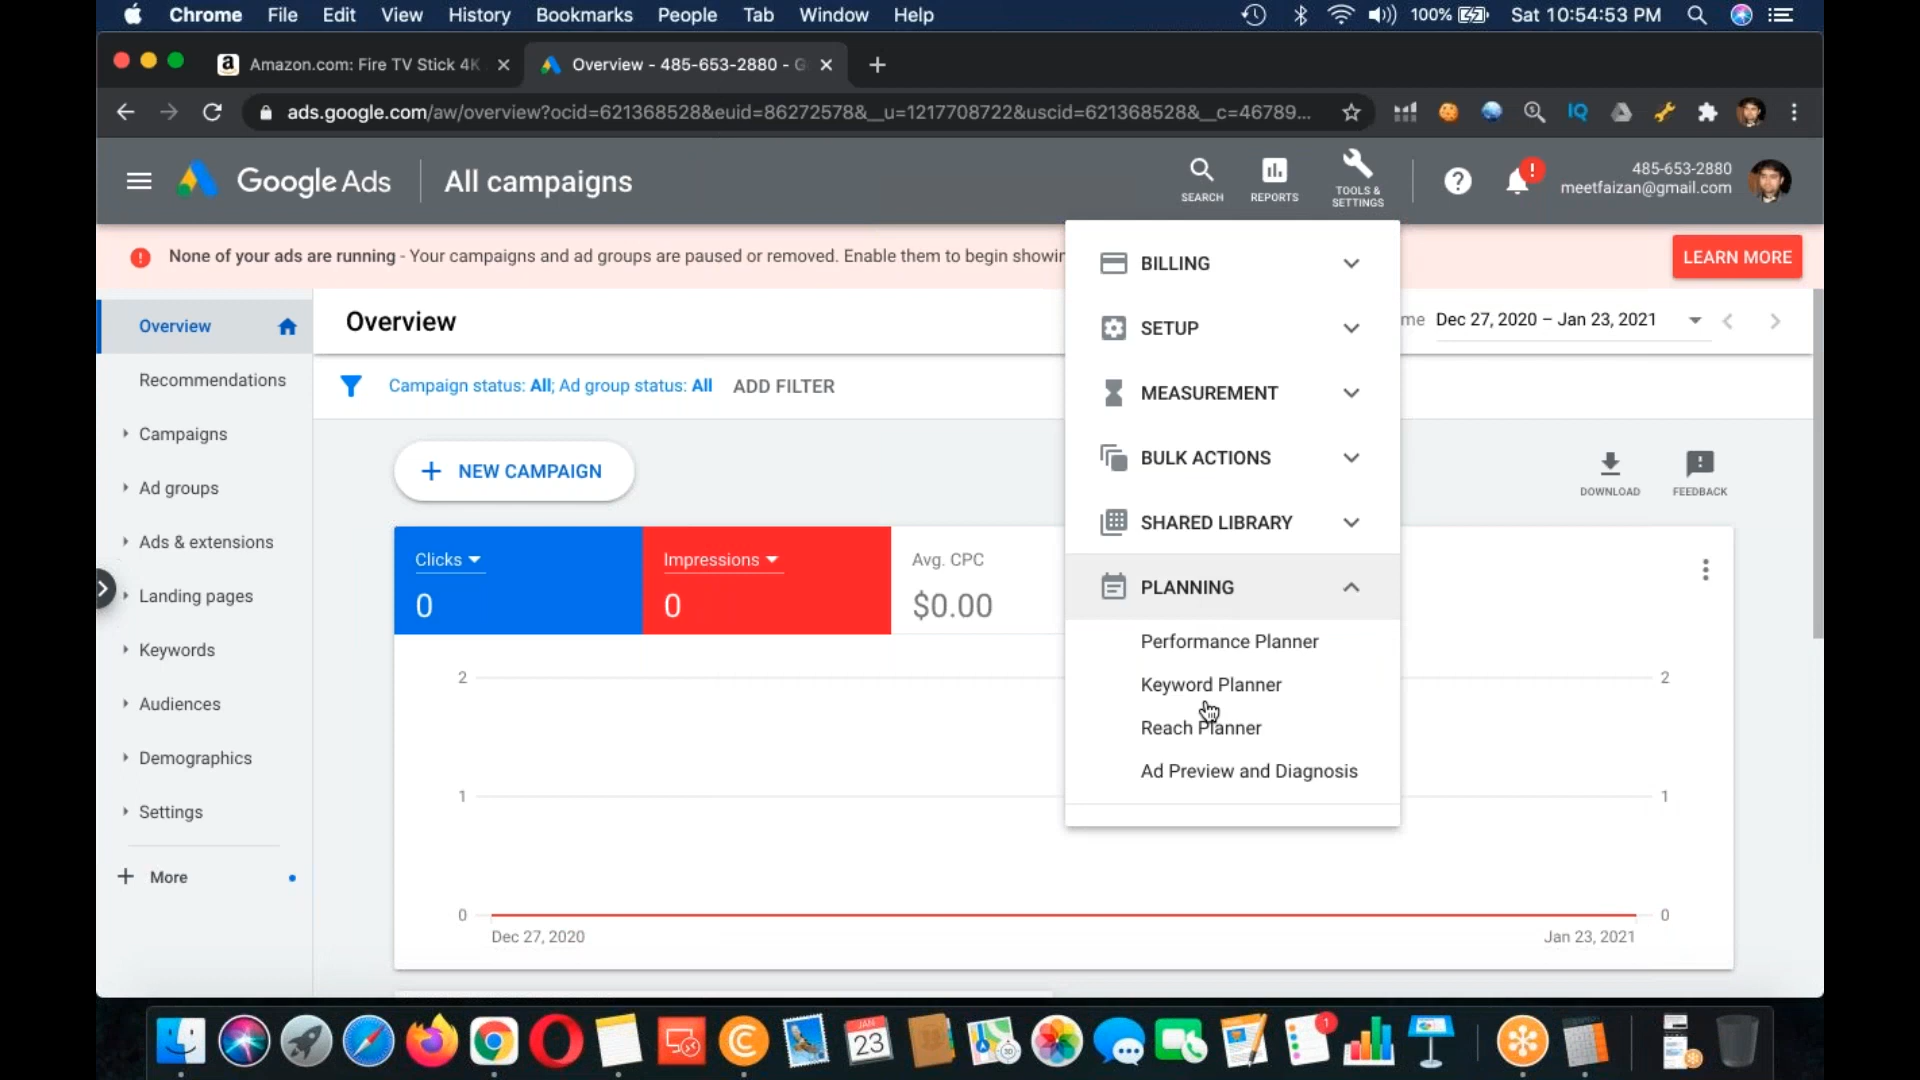 Chrome File Edit View History Bookmarks People Tab Window Help
100% Sat 10:54:53 PM
Amazon.com: Fire TV Stick 4K
Overview - 485-653-2880 - G
ads.google.com/aw/overview?ocid=621368528&euid=86272578&__u=1217708722&uscid=621368528&__c=46789...
IQ
Google Ads
All campaigns
SEARCH
REPORTS
TOOLS &
SETTINGS
485-653-2880
meetfaizan@gmail.com
None of your ads are running - Your campaigns and ad groups are paused or removed. Enable them to begin showin
LEARN MORE
Overview
Recommendations
Campaigns
Ad groups
Ads & extensions
Landing pages
Keywords
Audiences
Demographics
Settings
More
Overview
me Dec 27, 2020 – Jan 23, 2021
Campaign status: All; Ad group status: All ADD FILTER
NEW CAMPAIGN
DOWNLOAD
FEEDBACK
Clicks
0
Impressions
0
Avg. CPC
$0.00
BILLING
SETUP
MEASUREMENT
BULK ACTIONS
SHARED LIBRARY
PLANNING
Performance Planner
Keyword Planner
Reach Planner
Ad Preview and Diagnosis
2 2
1 1
0 0
Dec 27, 2020 Jan 23, 2021
JAN
23
1